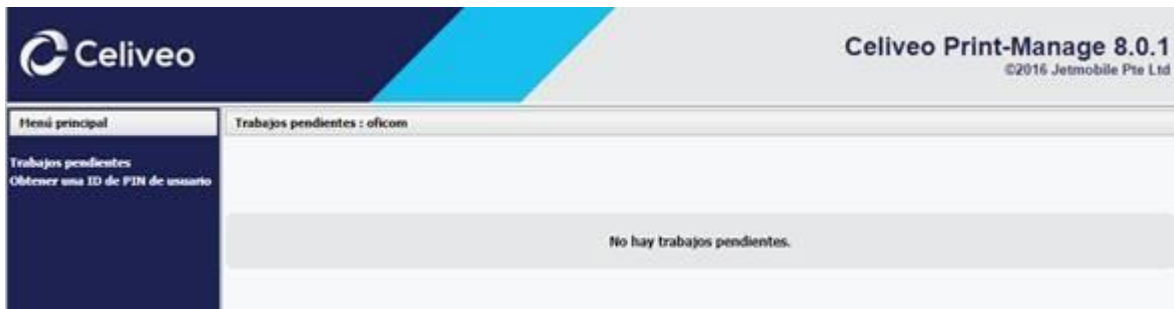 Celiveo
Celiveo Print-Manage 8.0.1
©2016 Jetmobile Pte Ltd
Menú principal
Trabajos pendientes : oficom
Trabajos pendientes
Obtener una ID de PIN de usuario
No hay trabajos pendientes.